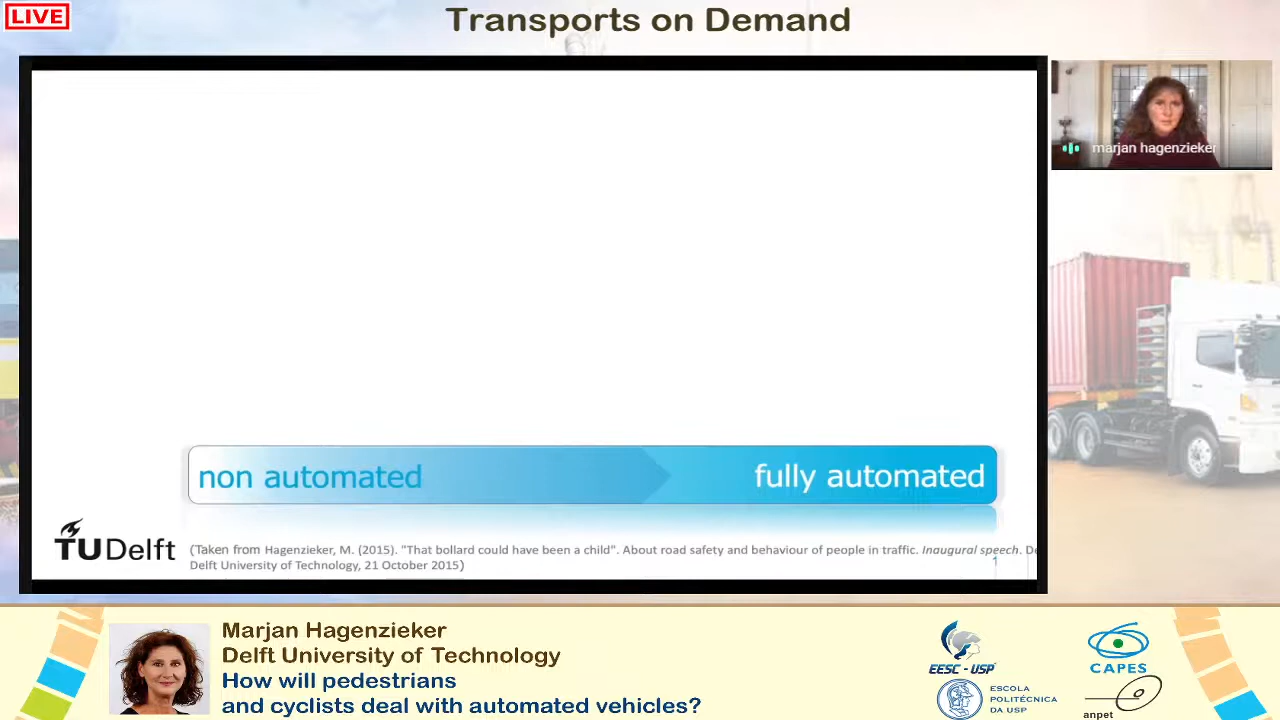 LIVE
Transports on Demand
marjan hagenzieker
non automated
fully automated
TUDelft
(Taken from Hagenzieker, M. (2015). "That bollard could have been a child". About road safety and behaviour of people in traffic. Inaugural speech. De
Delft University of Technology, 21 October 2015)
1
Marjan Hagenzieker
Delft University of Technology
How will pedestrians
and cyclists deal with automated vehicles?
EESC - USP
CAPES
ESCOLA
POLITÉCNICA
DA USP
anpet